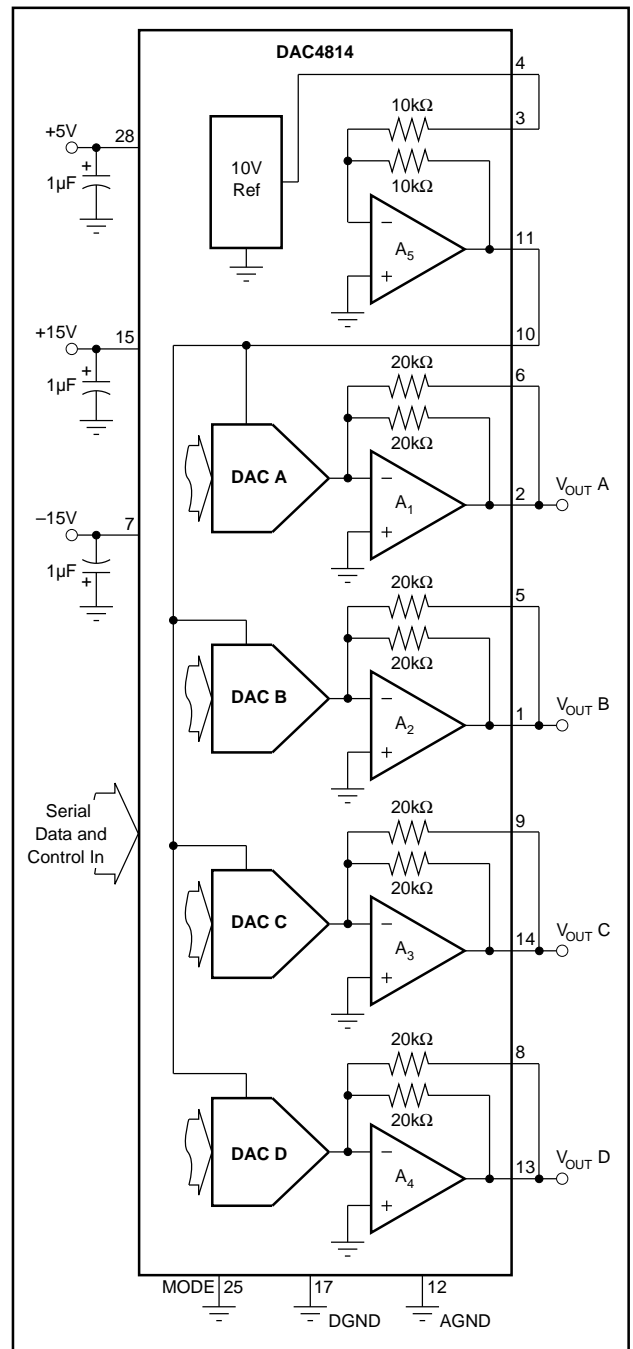 DAC4814
4
10kΩ
3
+5V
28
10V
Ref
10kΩ
+
1µF
–
A5
+
11
+15V
15
10
+
1µF
20kΩ
6
20kΩ
DAC A
–
A1
+
2
VOUT A
–15V
7
1µF
+
20kΩ
5
20kΩ
DAC B
–
A2
+
1
VOUT B
Serial
Data and
Control In
20kΩ
9
20kΩ
DAC C
–
A3
+
14
VOUT C
20kΩ
8
20kΩ
DAC D
–
A4
+
13
VOUT D
MODE 25
17
12
DGND
AGND